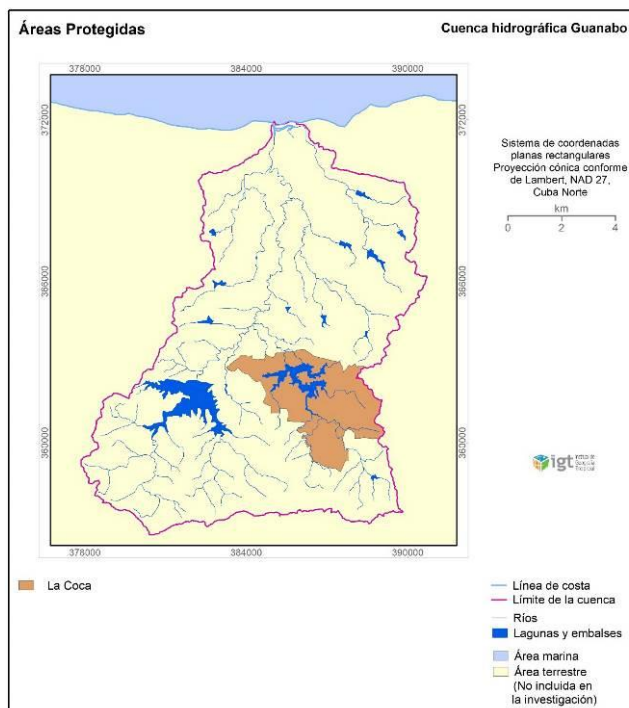 Áreas Protegidas
Cuenca hidrográfica Guanabo
378000
384000
390000
372000
372000
Sistema de coordenadas
planas rectangulares
Proyección cónica conforme
de Lambert, NAD 27,
Cuba Norte
km
0 2 4
366000
366000
360000
360000
igt
378000
384000
390000
La Coca
Línea de costa
Límite de la cuenca
Ríos
Lagunas y embalses
Área marina
Área terrestre
(No incluida en
la investigación)